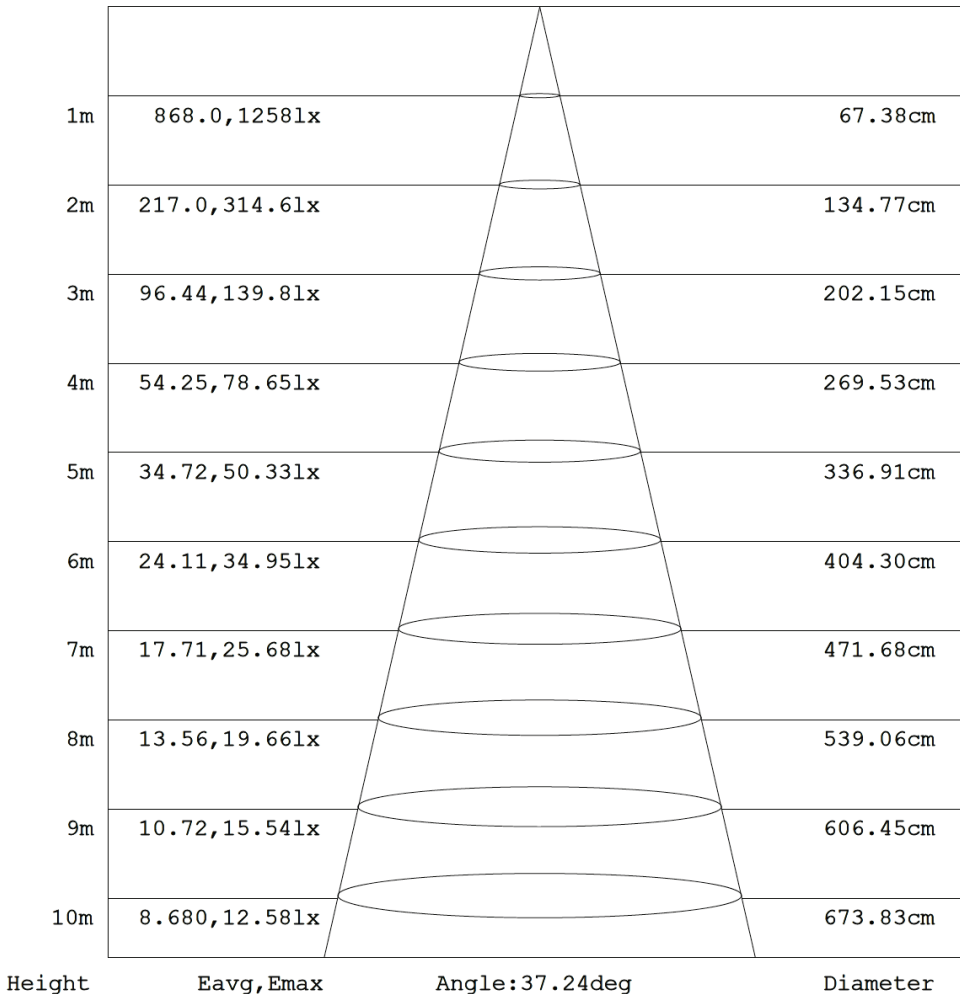 1m 868.0,1258lx 67.38cm
2m 217.0,314.6lx 134.77cm
3m 96.44,139.8lx 202.15cm
4m 54.25,78.65lx 269.53cm
5m 34.72,50.33lx 336.91cm
6m 24.11,34.95lx 404.30cm
7m 17.71,25.68lx 471.68cm
8m 13.56,19.66lx 539.06cm
9m 10.72,15.54lx 606.45cm
10m 8.680,12.58lx 673.83cm
Height Eavg,Emax Angle:37.24deg Diameter